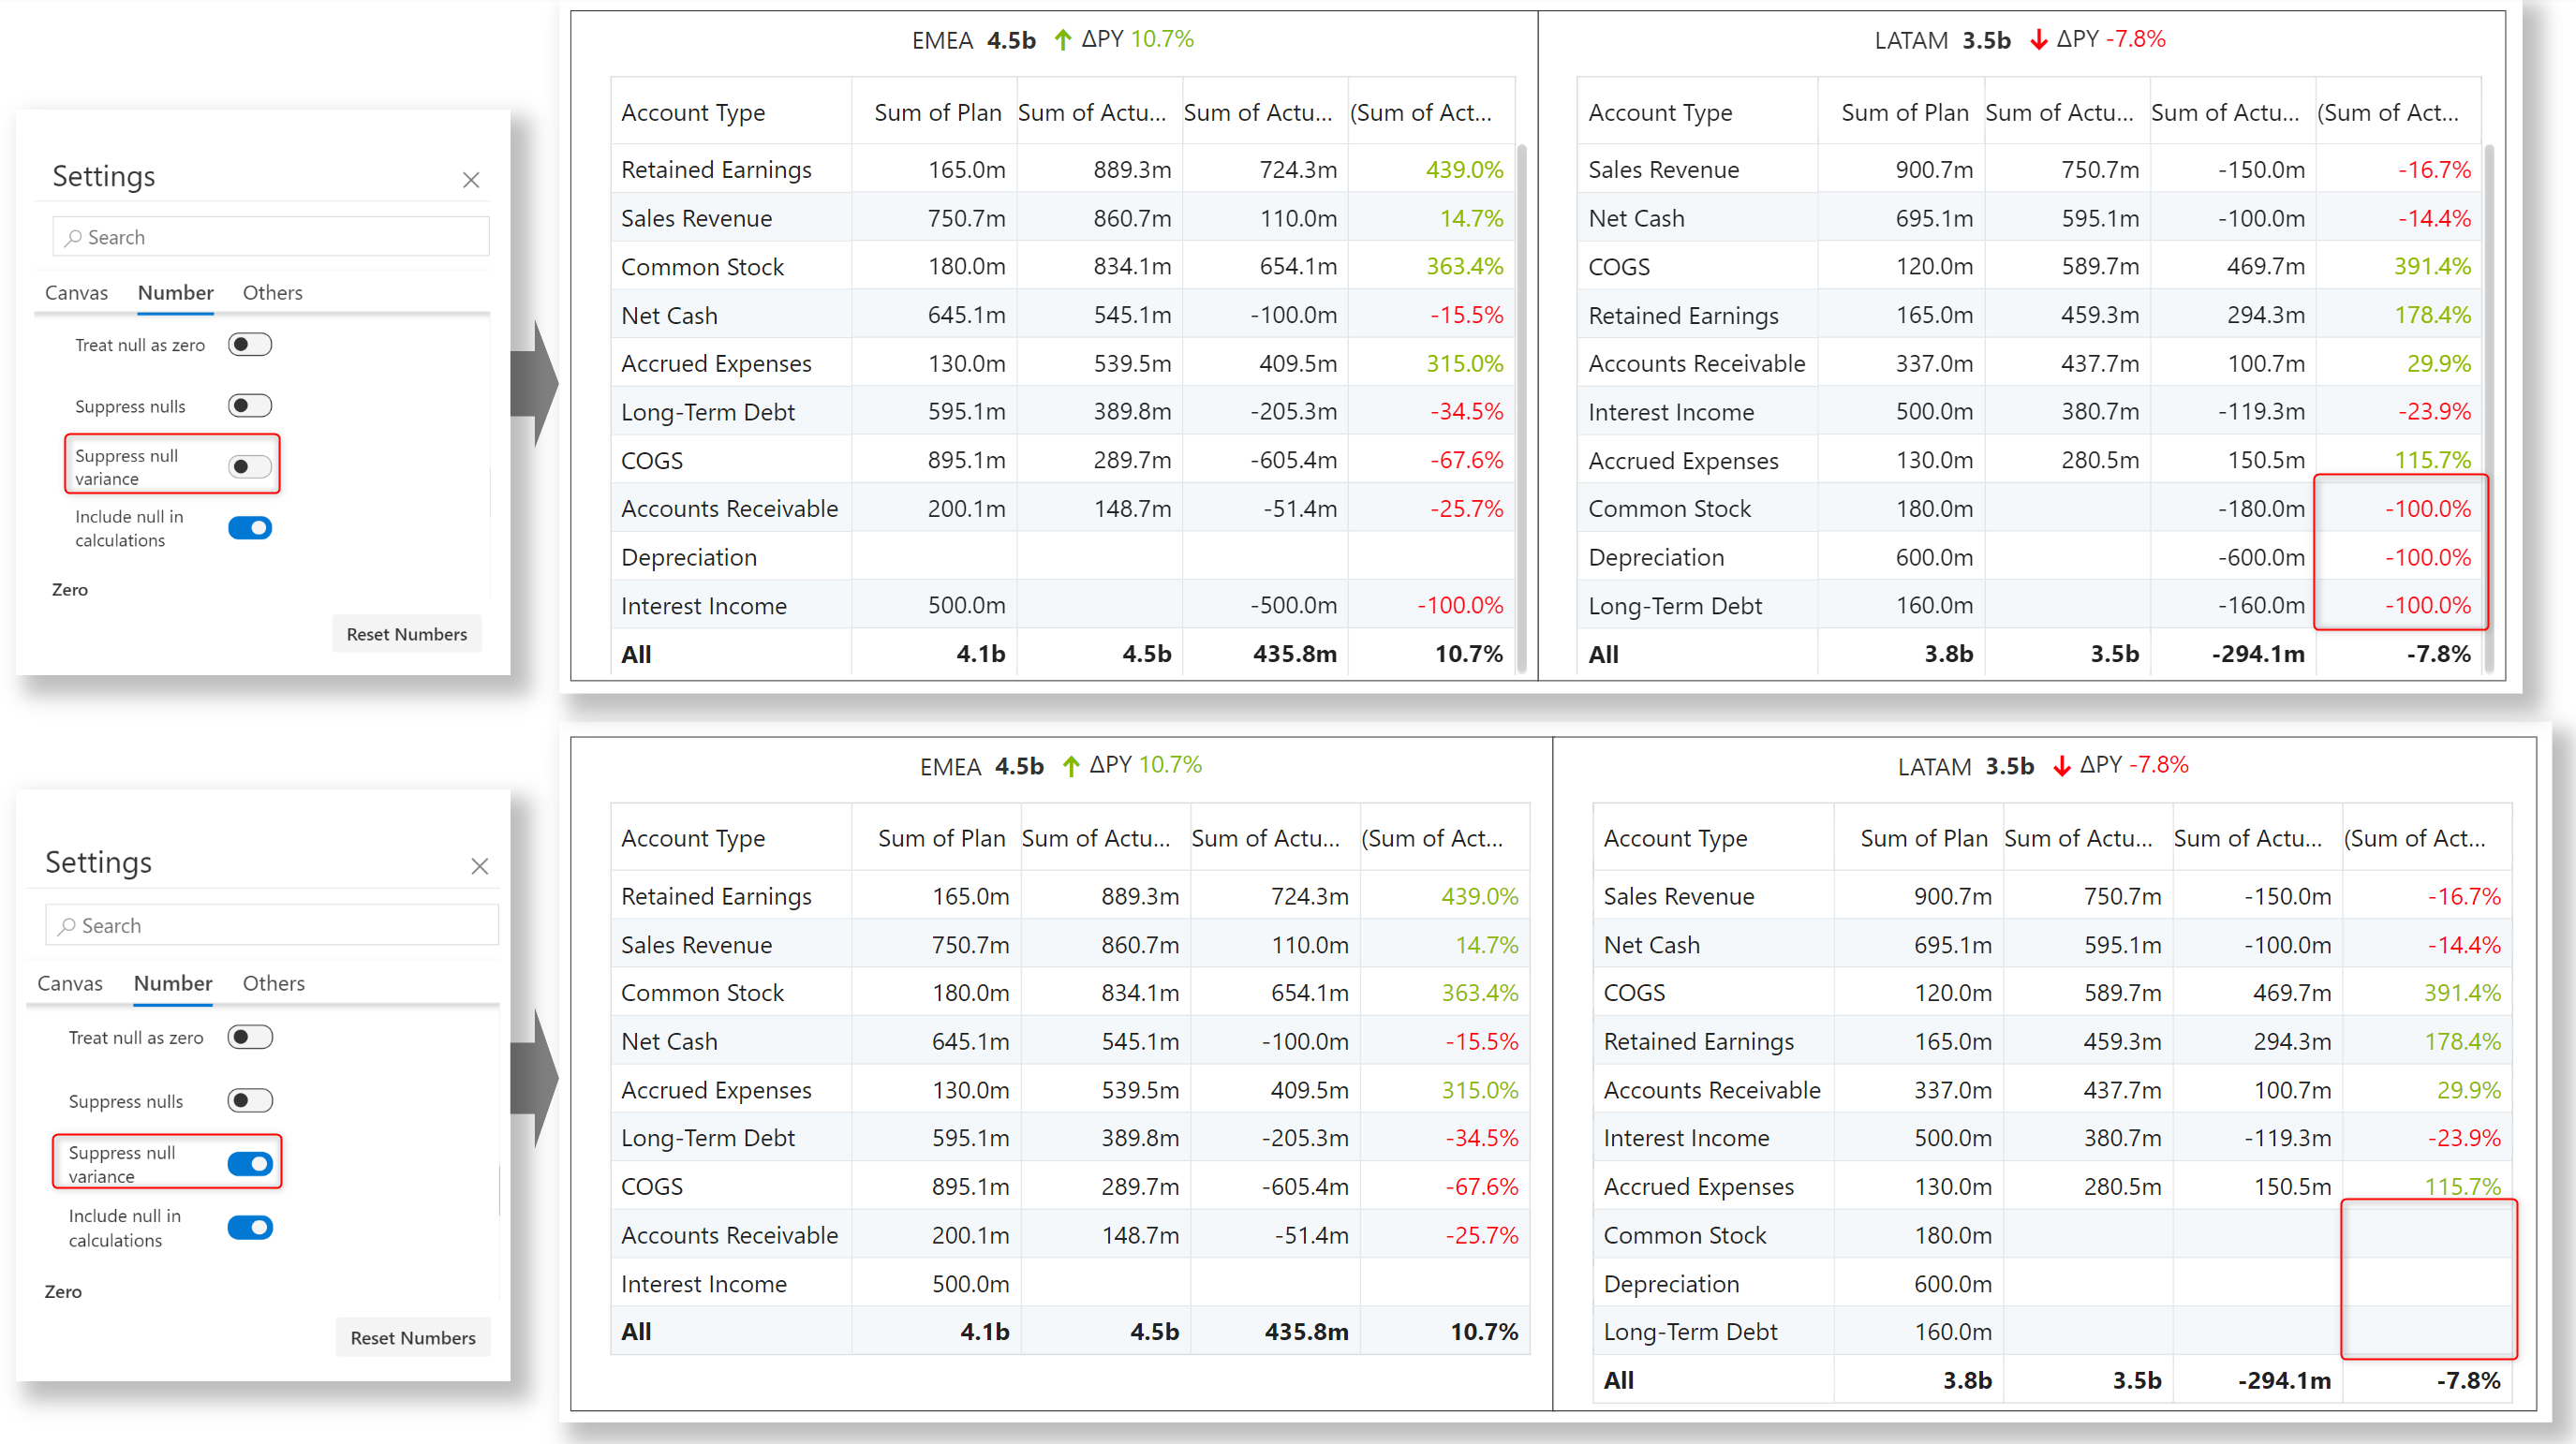 Settings
Search
Canvas Number Others
Treat null as zero
Suppress nulls
Suppress null
variance
Include null in
calculations
Zero
Reset Numbers
EMEA 4.5b ↑ ΔPY 10.7%
Account Type Sum of Plan Sum of Actu... Sum of Actu... (Sum of Act...
Retained Earnings 165.0m 889.3m 724.3m 439.0%
Sales Revenue 750.7m 860.7m 110.0m 14.7%
Common Stock 180.0m 834.1m 654.1m 363.4%
Net Cash 645.1m 545.1m -100.0m -15.5%
Accrued Expenses 130.0m 539.5m 409.5m 315.0%
Long-Term Debt 595.1m 389.8m -205.3m -34.5%
COGS 895.1m 289.7m -605.4m -67.6%
Accounts Receivable 200.1m 148.7m -51.4m -25.7%
Depreciation
Interest Income 500.0m -500.0m -100.0%
All 4.1b 4.5b 435.8m 10.7%
LATAM 3.5b ↓ ΔPY -7.8%
Account Type Sum of Plan Sum of Actu... Sum of Actu... (Sum of Act...
Sales Revenue 900.7m 750.7m -150.0m -16.7%
Net Cash 695.1m 595.1m -100.0m -14.4%
COGS 120.0m 589.7m 469.7m 391.4%
Retained Earnings 165.0m 459.3m 294.3m 178.4%
Accounts Receivable 337.0m 437.7m 100.7m 29.9%
Interest Income 500.0m 380.7m -119.3m -23.9%
Accrued Expenses 130.0m 280.5m 150.5m 115.7%
Common Stock 180.0m -180.0m -100.0%
Depreciation 600.0m -600.0m -100.0%
Long-Term Debt 160.0m -160.0m -100.0%
All 3.8b 3.5b -294.1m -7.8%
Settings
Search
Canvas Number Others
Treat null as zero
Suppress nulls
Suppress null
variance
Include null in
calculations
Zero
Reset Numbers
EMEA 4.5b ↑ ΔPY 10.7%
Account Type Sum of Plan Sum of Actu... Sum of Actu... (Sum of Act...
Retained Earnings 165.0m 889.3m 724.3m 439.0%
Sales Revenue 750.7m 860.7m 110.0m 14.7%
Common Stock 180.0m 834.1m 654.1m 363.4%
Net Cash 645.1m 545.1m -100.0m -15.5%
Accrued Expenses 130.0m 539.5m 409.5m 315.0%
Long-Term Debt 595.1m 389.8m -205.3m -34.5%
COGS 895.1m 289.7m -605.4m -67.6%
Accounts Receivable 200.1m 148.7m -51.4m -25.7%
Interest Income 500.0m
All 4.1b 4.5b 435.8m 10.7%
LATAM 3.5b ↓ ΔPY -7.8%
Account Type Sum of Plan Sum of Actu... Sum of Actu... (Sum of Act...
Sales Revenue 900.7m 750.7m -150.0m -16.7%
Net Cash 695.1m 595.1m -100.0m -14.4%
COGS 120.0m 589.7m 469.7m 391.4%
Retained Earnings 165.0m 459.3m 294.3m 178.4%
Accounts Receivable 337.0m 437.7m 100.7m 29.9%
Interest Income 500.0m 380.7m -119.3m -23.9%
Accrued Expenses 130.0m 280.5m 150.5m 115.7%
Common Stock 180.0m
Depreciation 600.0m
Long-Term Debt 160.0m
All 3.8b 3.5b -294.1m -7.8%